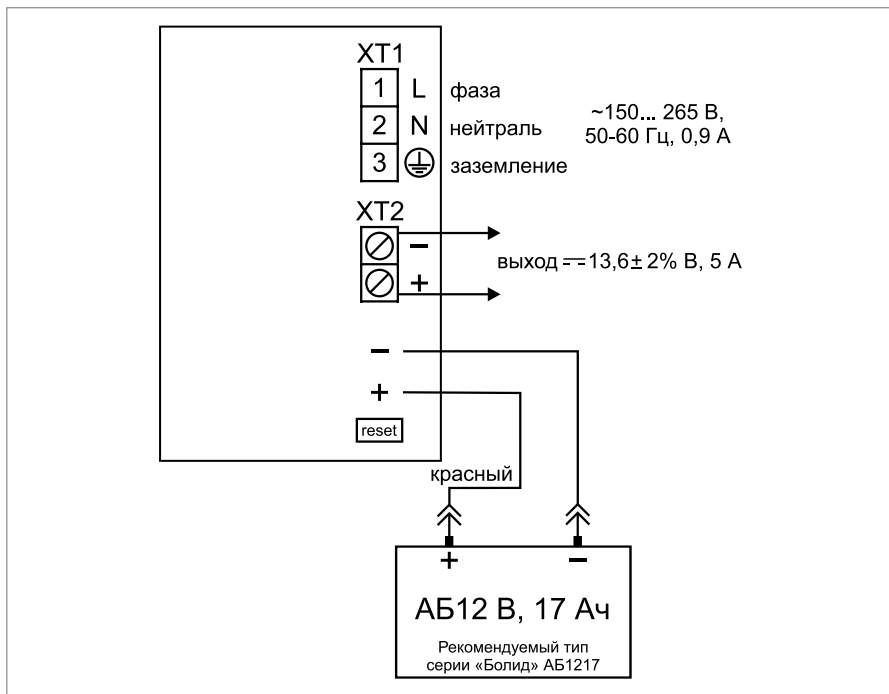 XT1
1 L фаза
2 N нейтраль
3 заземление
~150... 265 В,
50-60 Гц, 0,9 А
XT2
−
+
выход 13,6± 2% В, 5 А
−
+
reset
красный
+ −
АБ12 В, 17 Ач
Рекомендуемый тип
серии «Болид» АБ1217